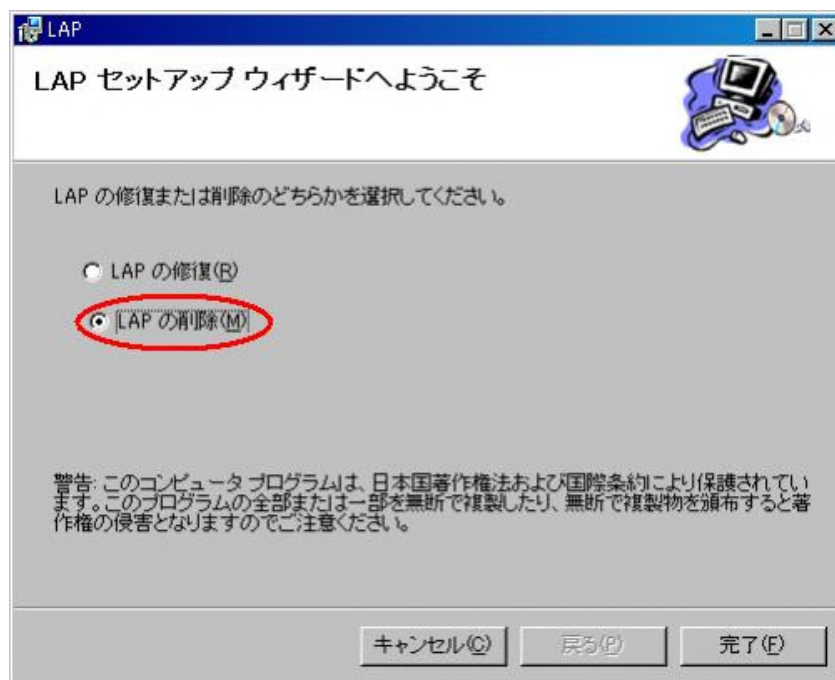 LAP
LAP セットアップ ウィザードへようこそ
LAP の修復または削除のどちらかを選択してください。
LAP の修復(R)
LAP の削除(M)
警告: このコンピュータ プログラムは、日本国著作権法および国際条約により保護されてい
ます。このプログラムの全部または一部を無断で複製したり、無断で複製物を頒布すると著
作権の侵害となりますのでご注意ください。
キャンセル(C)
戻る(P)
完了(F)